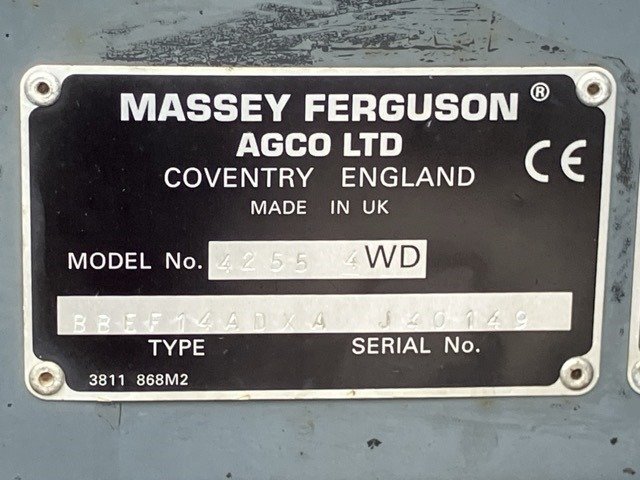 MASSEY FERGUSON ®
AGCO LTD
COVENTRY ENGLAND
MADE IN UK
CE
MODEL No. 4255 4WD
BBEF14ADXA
TYPE SERIAL No.
3811 868M2